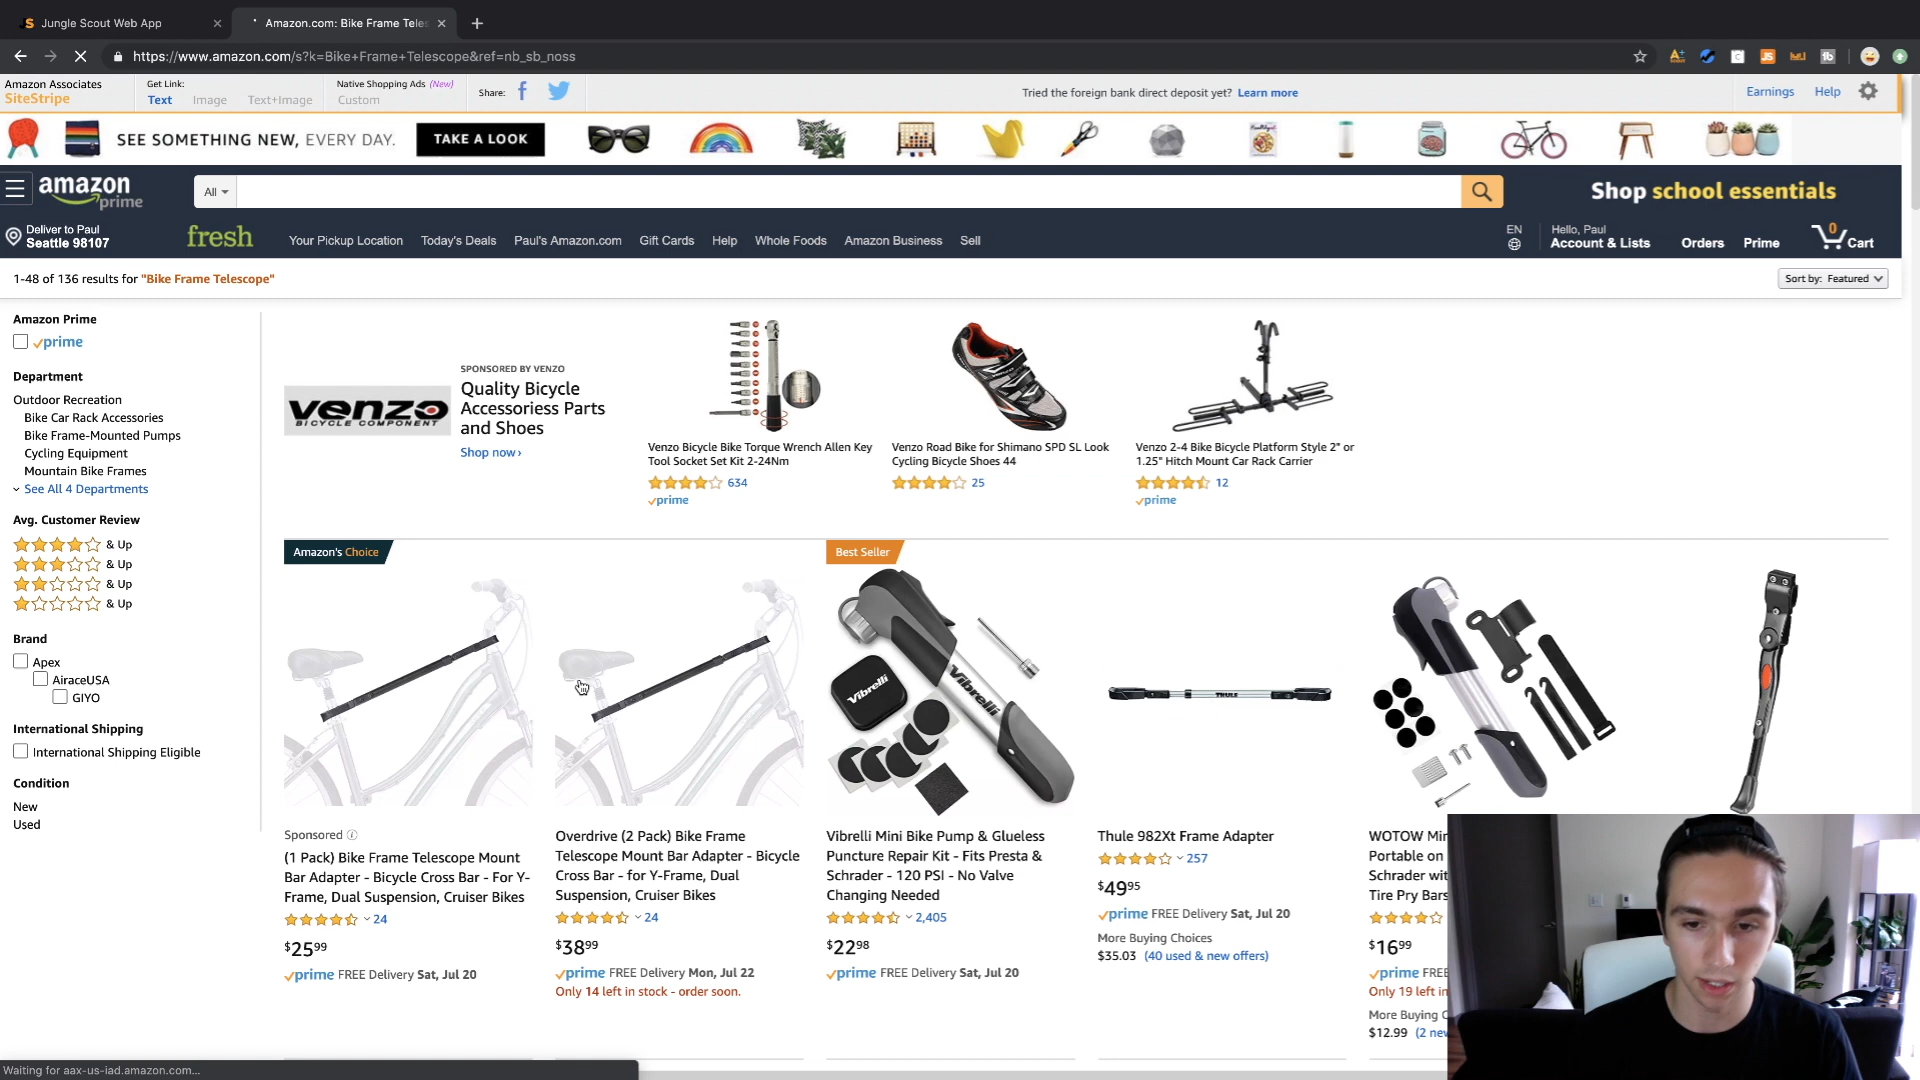 Jungle Scout Web App
Amazon.com: Bike Frame Teles
https://www.amazon.com/s?k=Bike+Frame+Telescope&ref=nb_sb_noss
Amazon Associates
SiteStripe
Get Link:
Text
Image
Text+Image
Native Shopping Ads (New)
Custom
Share:
Tried the foreign bank direct deposit yet? Learn more
Earnings
Help
SEE SOMETHING NEW, EVERY DAY.
TAKE A LOOK
amazon
prime
All
Shop school essentials
Deliver to Paul
Seattle 98107
fresh
Your Pickup Location
Today's Deals
Paul's Amazon.com
Gift Cards
Help
Whole Foods
Amazon Business
Sell
EN
Hello, Paul
Account & Lists
Orders
Prime
0
Cart
1-48 of 136 results for "Bike Frame Telescope"
Sort by: Featured
Amazon Prime
prime
Department
Outdoor Recreation
Bike Car Rack Accessories
Bike Frame-Mounted Pumps
Cycling Equipment
Mountain Bike Frames
See All 4 Departments
Avg. Customer Review
& Up
& Up
& Up
& Up
Brand
Apex
AiraceUSA
GIYO
International Shipping
International Shipping Eligible
Condition
New
Used
venzo
BICYCLE COMPONENT
SPONSORED BY VENZO
Quality Bicycle
Accessoriess Parts
and Shoes
Shop now›
Venzo Bicycle Bike Torque Wrench Allen Key
Tool Socket Set Kit 2-24Nm
634
prime
Venzo Road Bike for Shimano SPD SL Look
Cycling Bicycle Shoes 44
25
Venzo 2-4 Bike Bicycle Platform Style 2" or
1.25" Hitch Mount Car Rack Carrier
12
prime
Amazon's Choice
Sponsored
(1 Pack) Bike Frame Telescope Mount
Bar Adapter - Bicycle Cross Bar - For Y-
Frame, Dual Suspension, Cruiser Bikes
24
$25 99
prime FREE Delivery Sat, Jul 20
Overdrive (2 Pack) Bike Frame
Telescope Mount Bar Adapter - Bicycle
Cross Bar - for Y-Frame, Dual
Suspension, Cruiser Bikes
24
$38 99
prime FREE Delivery Mon, Jul 22
Only 14 left in stock - order soon.
Best Seller
Vibrelli
Vibrelli
Vibrelli Mini Bike Pump & Glueless
Puncture Repair Kit - Fits Presta &
Schrader - 120 PSI - No Valve
Changing Needed
2,405
$22 98
prime FREE Delivery Sat, Jul 20
THULE
Thule 982Xt Frame Adapter
257
$49 95
prime FREE Delivery Sat, Jul 20
More Buying Choices
$35.03 (40 used & new offers)
WOTOW Mi
Portable on
Schrader wit
Tire Pry Bars
$16 99
prime FREE
Only 19 left in
More Buying C
$12.99 (2 new
Waiting for aax-us-iad.amazon.com...